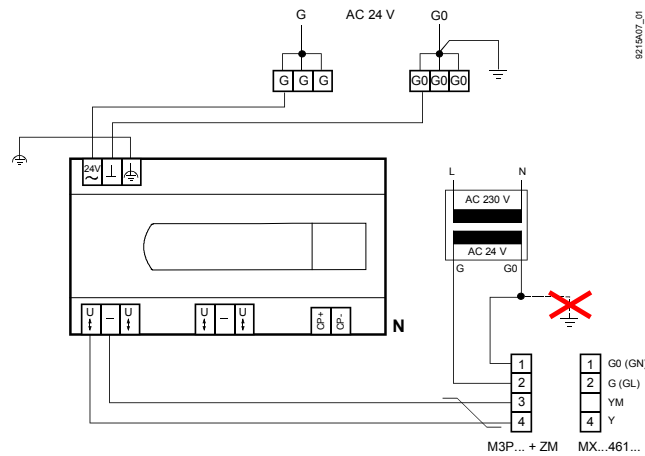 G AC 24 V G0
9215A07_01
G G G G0 G0 G0
24V ~ ⊥
L N
AC 230 V
AC 24 V
G G0
U – U U – U CP+ CP- N
1 1 G0 (GN)
2 2 G (GL)
3 YM
4 4 Y
M3P... + ZM MX...461...